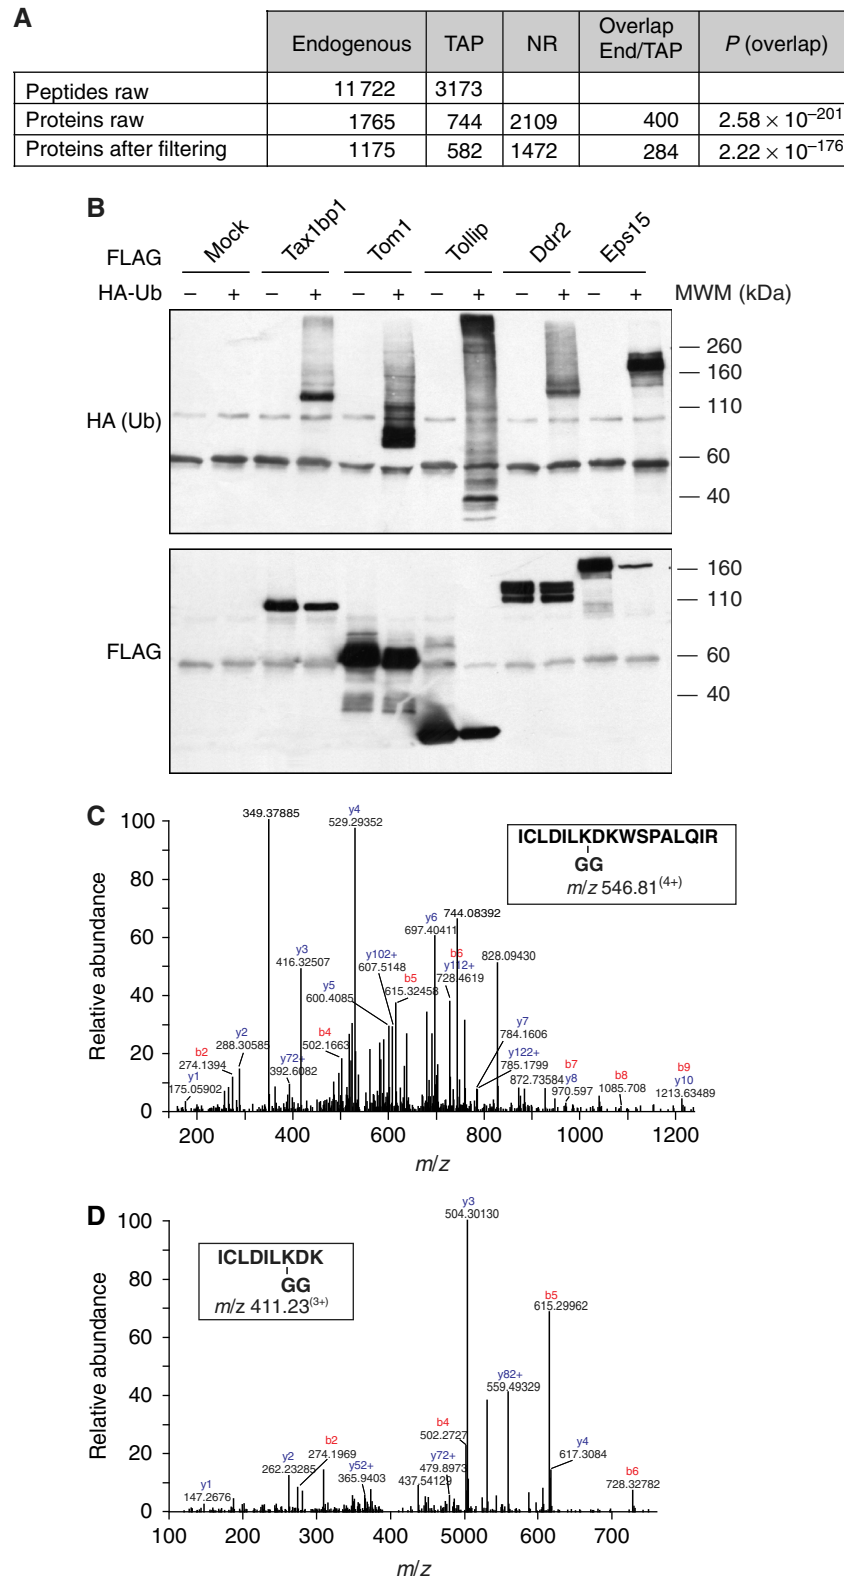 A
Endogenous TAP NR Overlap End/TAP P (overlap)
Peptides raw 11 722 3173
Proteins raw 1765 744 2109 400 2.58 × 10–201
Proteins after filtering 1175 582 1472 284 2.22 × 10–176
B
FLAG Mock Tax1bp1 Tom1 Tollip Ddr2 Eps15
HA-Ub – + – + – + – + – + – + MWM (kDa)
HA (Ub)
260
160
110
60
40
FLAG
160
110
60
40
C
Relative abundance
100
80
60
40
20
0
200 400 600 800 1000 1200
m/z
ICLDILKDKWSPALQIR
GG
m/z 546.81(4+)
349.37885
y4
529.29352
y6
697.40411
744.08392
y3
416.32507
y102+
607.5148
b6
y112+
728.4619
828.09430
y5
600.4085
b5
615.32458
b4
502.1663
y2
288.30585
b2
274.1394
y1
175.05902
y72+
392.6082
y7
784.1606
y122+
785.1799
872.73584
b7
y8
970.597
b8
1085.708
b9
y10
1213.63489
D
Relative abundance
100
80
60
40
20
0
100 200 300 400 5000 600 700
m/z
ICLDILKDK
GG
m/z 411.23(3+)
y3
504.30130
b5
615.29962
y82+
559.49329
b4
502.2727
y72+
479.8973
437.54129
y4
617.3084
b6
728.32782
y52+
365.9403
b2
274.1969
y2
262.23285
y1
147.2676